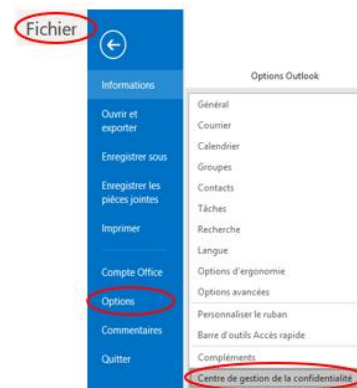 Fichier
Informations
Ouvrir et
exporter
Enregistrer sous
Enregistrer les
pièces jointes
Imprimer
Compte Office
Options
Commentaires
Quitter
Options Outlook
Général
Courrier
Calendrier
Groupes
Contacts
Tâches
Recherche
Langue
Options d'ergonomie
Options avancées
Personnaliser le ruban
Barre d'outils Accès rapide
Compléments
Centre de gestion de la confidentialité